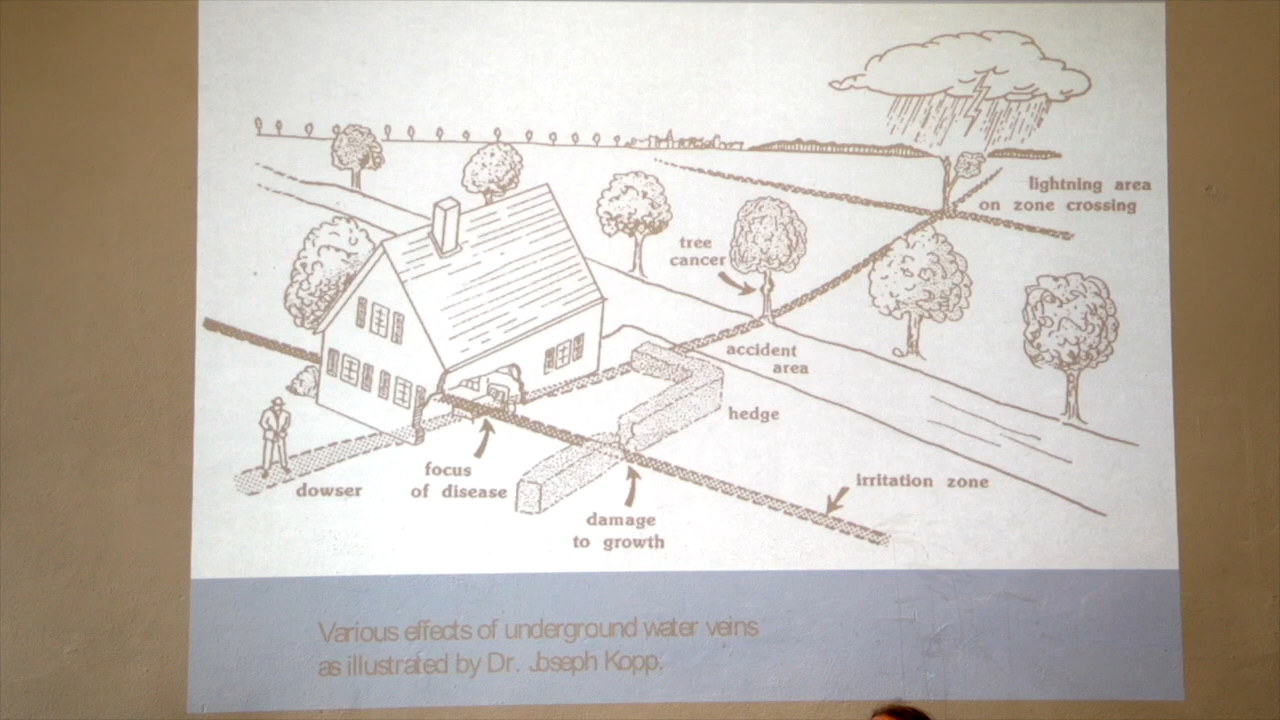 lightning area
on zone crossing
tree
cancer
accident
area
hedge
focus
of disease
dowser
irritation zone
damage
to growth
Various effects of underground water veins
as illustrated by Dr. Joseph Kopp.